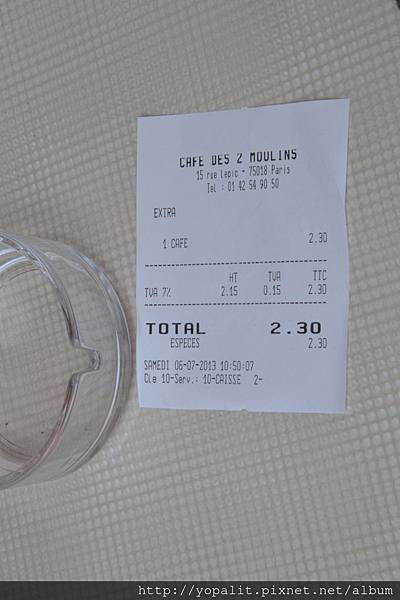 CAFE DES 2 MOULINS
15 rue lepic - 75018 Paris
Tel : 01 42 54 90 50
EXTRA
1 CAFE 2.30
HT TVA TTC
TVA 7% 2.15 0.15 2.30
TOTAL 2.30
ESPECES 2.30
SAMEDI 06-07-2013 10:50:07
Cle 10-Serv.: 10-CAISSE 2-
http://yopalit.pixnet.net/album